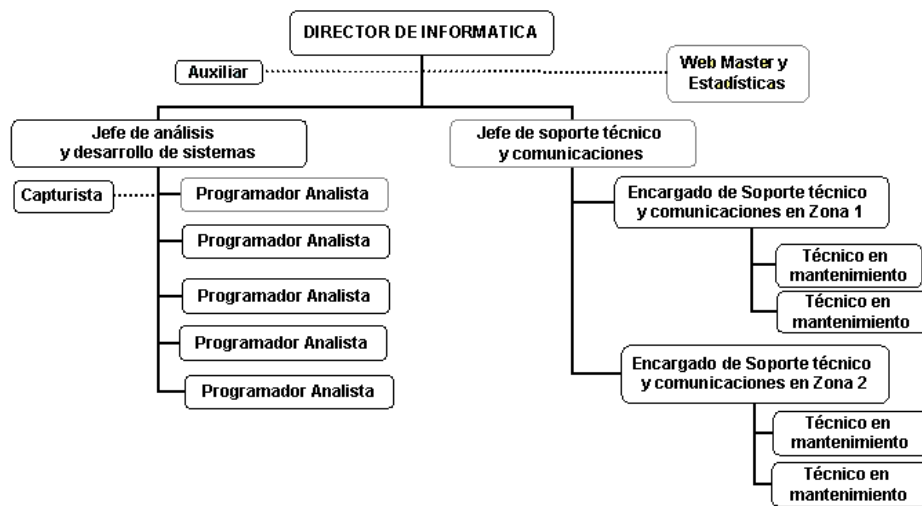 DIRECTOR DE INFORMATICA
Auxiliar
Web Master y
Estadísticas
Jefe de análisis
y desarrollo de sistemas
Jefe de soporte técnico
y comunicaciones
Capturista
Programador Analista
Programador Analista
Programador Analista
Programador Analista
Programador Analista
Encargado de Soporte técnico
y comunicaciones en Zona 1
Técnico en
mantenimiento
Técnico en
mantenimiento
Encargado de Soporte técnico
y comunicaciones en Zona 2
Técnico en
mantenimiento
Técnico en
mantenimiento